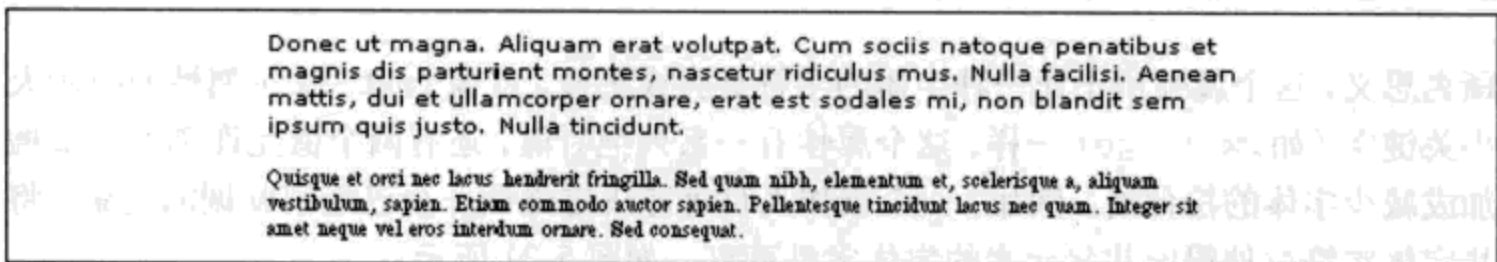 Donec ut magna. Aliquam erat volutpat. Cum sociis natoque penatibus et
magnis dis parturient montes, nascetur ridiculus mus. Nulla facilisi. Aenean
mattis, dui et ullamcorper ornare, erat est sodales mi, non blandit sem
ipsum quis justo. Nulla tincidunt.
Quisque et orci nec lacus hendrerit fringilla. Sed quam nibh, elementum et, scelerisque a, aliquam
vestibulum, sapien. Etiam commodo auctor sapien. Pellentesque tincidunt lacus nec quam. Integer sit
amet neque vel eros interdum ornare. Sed consequat.